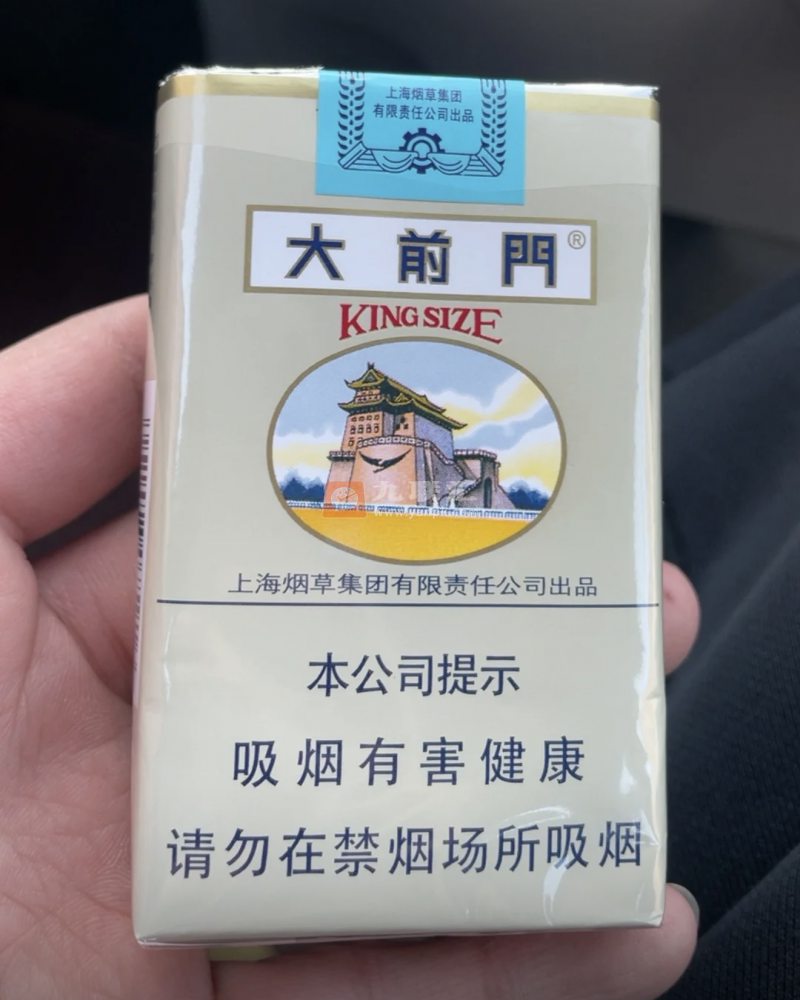 上海烟草集团
有限责任公司出品
大前門®
KING SIZE
上海烟草集团有限责任公司出品
本公司提示
吸烟有害健康
请勿在禁烟场所吸烟